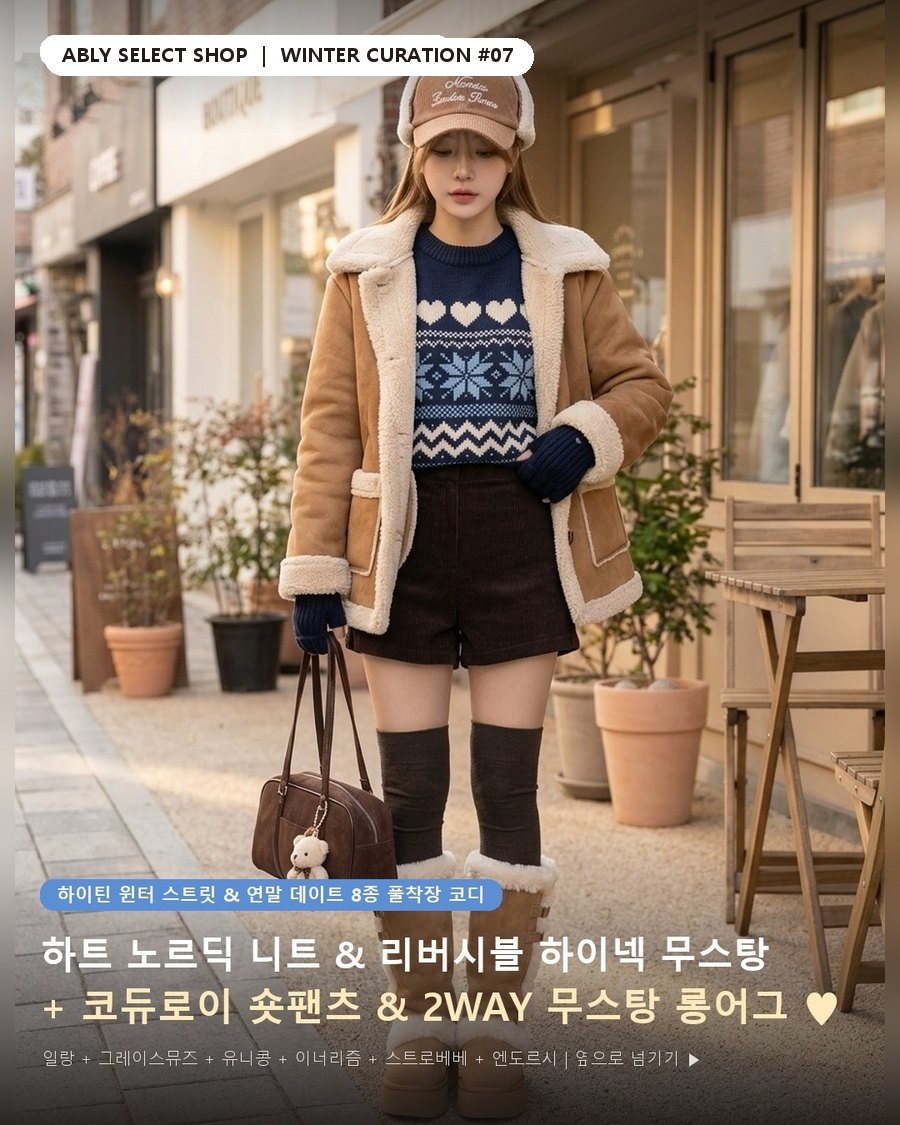 ABLY SELECT SHOP | WINTER CURATION #07
BOUTIQUE
하이틴 윈터 스트릿 & 연말 데이트 8종 풀착장 코디
하트 노르딕 니트 & 리버시블 하이넥 무스탕
+ 코듀로이 숏팬츠 & 2WAY 무스탕 롱어그 ♥
일랑 + 그레이스뮤즈 + 유니콩 + 이너리즘 + 스트로베베 + 엔도르시 | 옆으로 넘기기 ▶